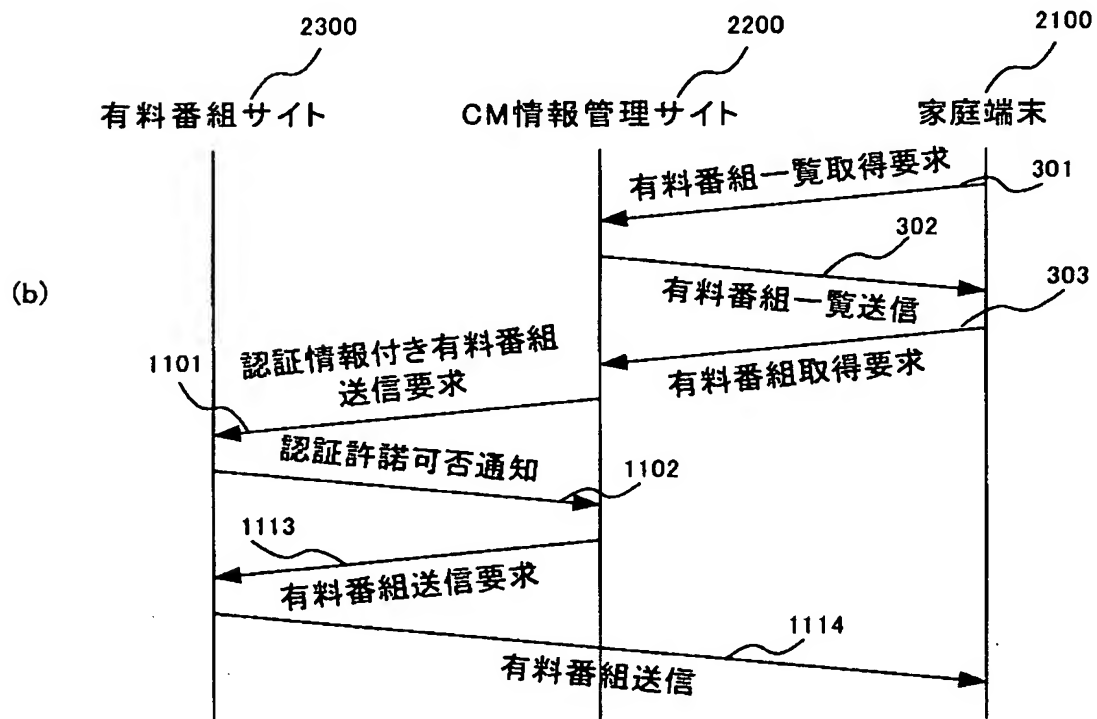 2300
2200
2100
有料番組サイト
CM情報管理サイト
家庭端末
有料番組一覧取得要求
301
302
(b)
有料番組一覧送信
303
1101
認証情報付き有料番組
送信要求
有料番組取得要求
認証許諾可否通知
1102
1113
有料番組送信要求
1114
有料番組送信